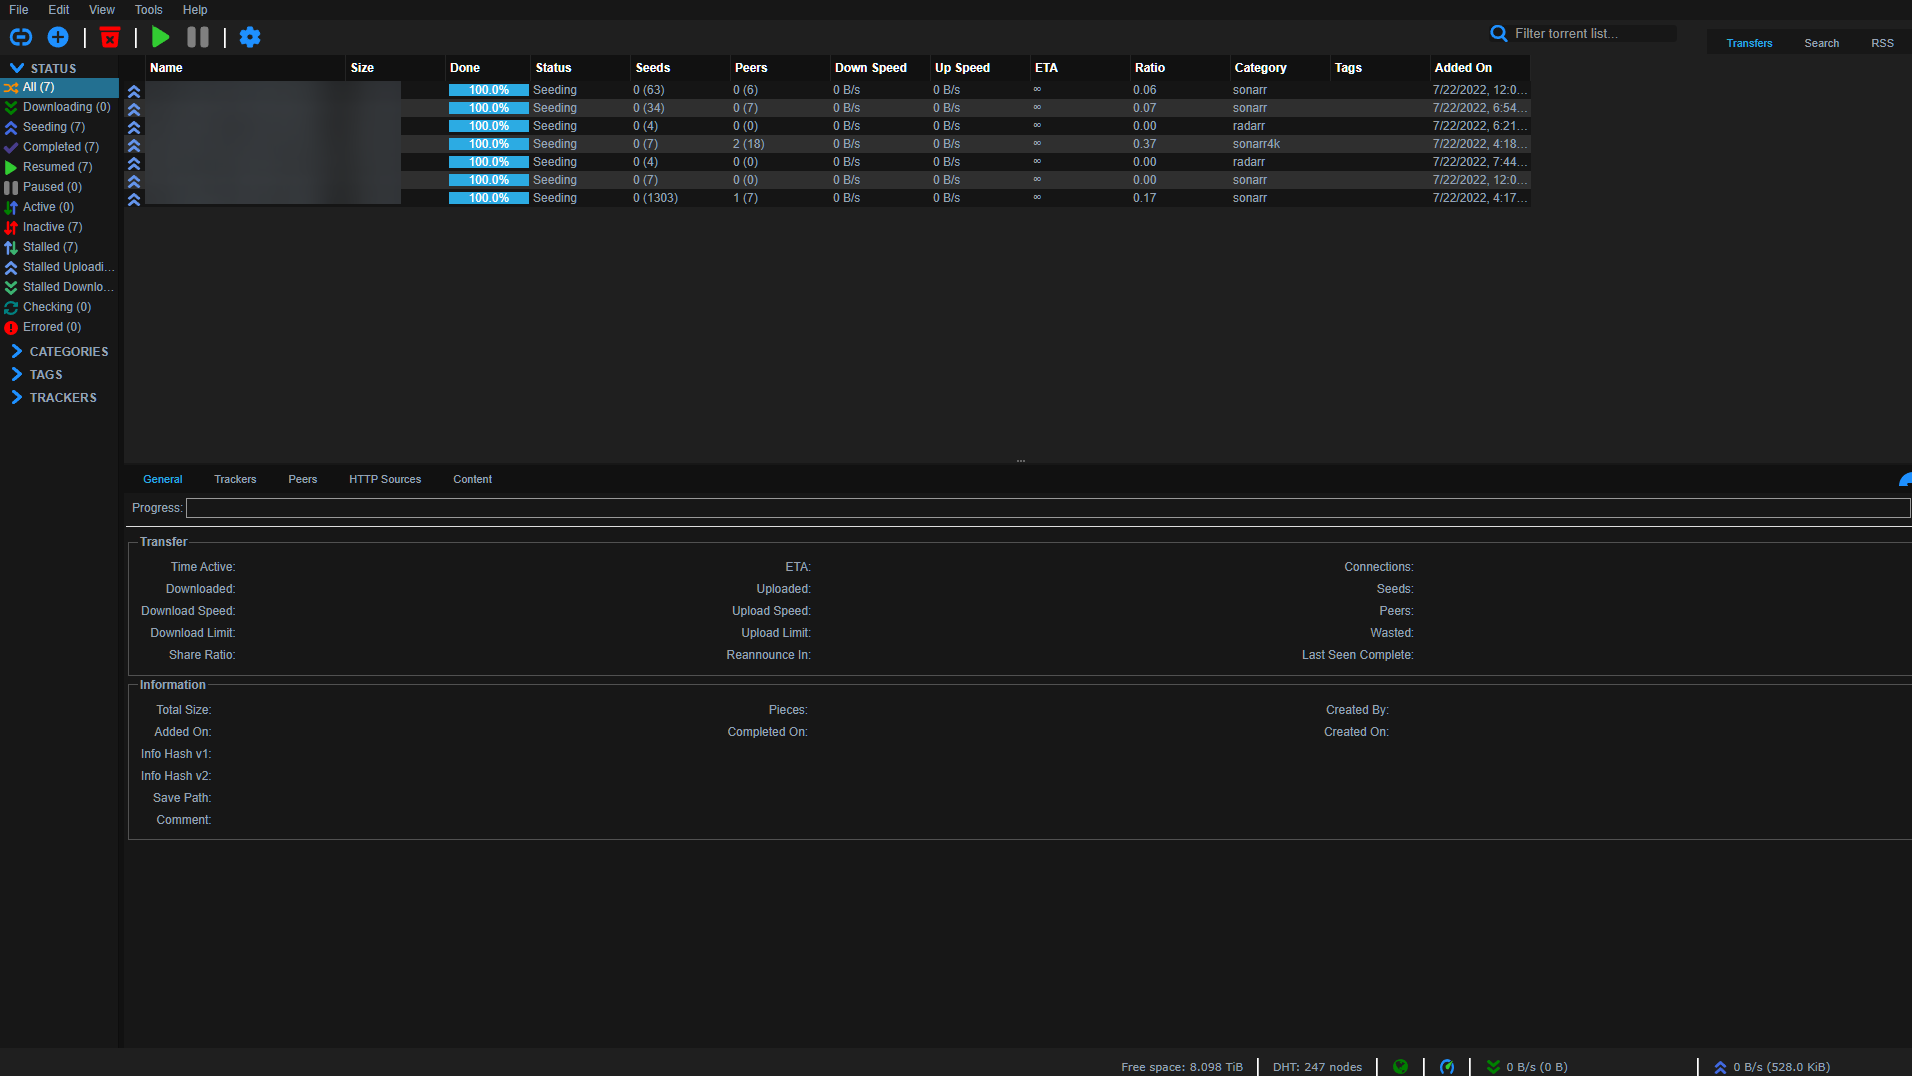 File Edit View Tools Help
Filter torrent list...
Transfers Search RSS
STATUS
All (7)
Downloading (0)
Seeding (7)
Completed (7)
Resumed (7)
Paused (0)
Active (0)
Inactive (7)
Stalled (7)
Stalled Uploadi...
Stalled Downlo...
Checking (0)
Errored (0)
CATEGORIES
TAGS
TRACKERS
Name Size Done Status Seeds Peers Down Speed Up Speed ETA Ratio Category Tags Added On
100.0% Seeding 0 (63) 0 (6) 0 B/s 0 B/s ∞ 0.06 sonarr 7/22/2022, 12:0...
100.0% Seeding 0 (34) 0 (7) 0 B/s 0 B/s ∞ 0.07 sonarr 7/22/2022, 6:54...
100.0% Seeding 0 (4) 0 (0) 0 B/s 0 B/s ∞ 0.00 radarr 7/22/2022, 6:21...
100.0% Seeding 0 (7) 2 (18) 0 B/s 0 B/s ∞ 0.37 sonarr4k 7/22/2022, 4:18...
100.0% Seeding 0 (4) 0 (0) 0 B/s 0 B/s ∞ 0.00 radarr 7/22/2022, 7:44...
100.0% Seeding 0 (7) 0 (0) 0 B/s 0 B/s ∞ 0.00 sonarr 7/22/2022, 12:0...
100.0% Seeding 0 (1303) 1 (7) 0 B/s 0 B/s ∞ 0.17 sonarr 7/22/2022, 4:17...
General Trackers Peers HTTP Sources Content
Progress:
Transfer
Time Active: ETA: Connections:
Downloaded: Uploaded: Seeds:
Download Speed: Upload Speed: Peers:
Download Limit: Upload Limit: Wasted:
Share Ratio: Reannounce In: Last Seen Complete:
Information
Total Size: Pieces: Created By:
Added On: Completed On: Created On:
Info Hash v1:
Info Hash v2:
Save Path:
Comment:
Free space: 8.098 TiB DHT: 247 nodes 0 B/s (0 B) 0 B/s (528.0 KiB)